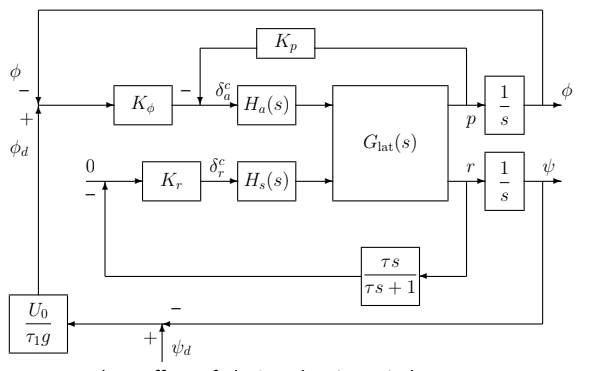 K_p
ϕ
−
+
ϕ_d
K_ϕ
−
δ_a^c
H_a(s)
G_lat(s)
p
1/s
ϕ
0
−
K_r
δ_r^c
H_s(s)
r
1/s
ψ
τs/(τs + 1)
U_0/(τ_1 g)
−
+
ψ_d